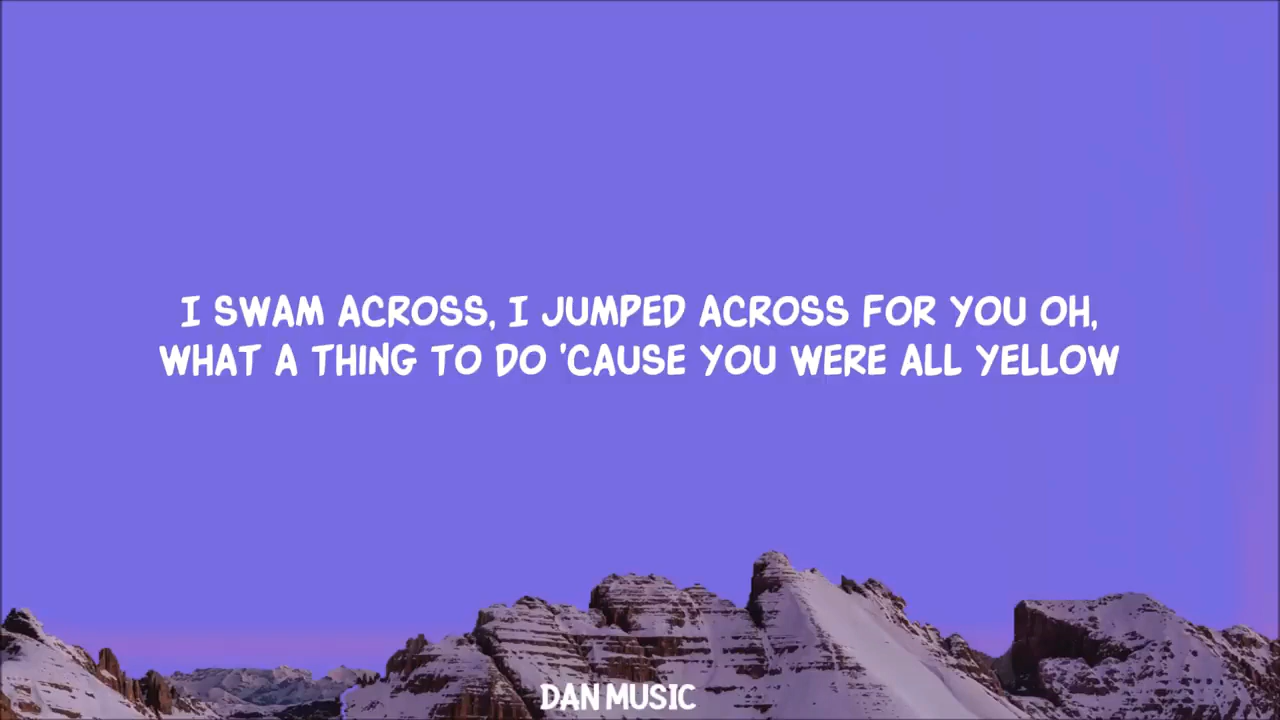 I SWAM ACROSS, I JUMPED ACROSS FOR YOU OH,
WHAT A THING TO DO 'CAUSE YOU WERE ALL YELLOW
DAN MUSIC